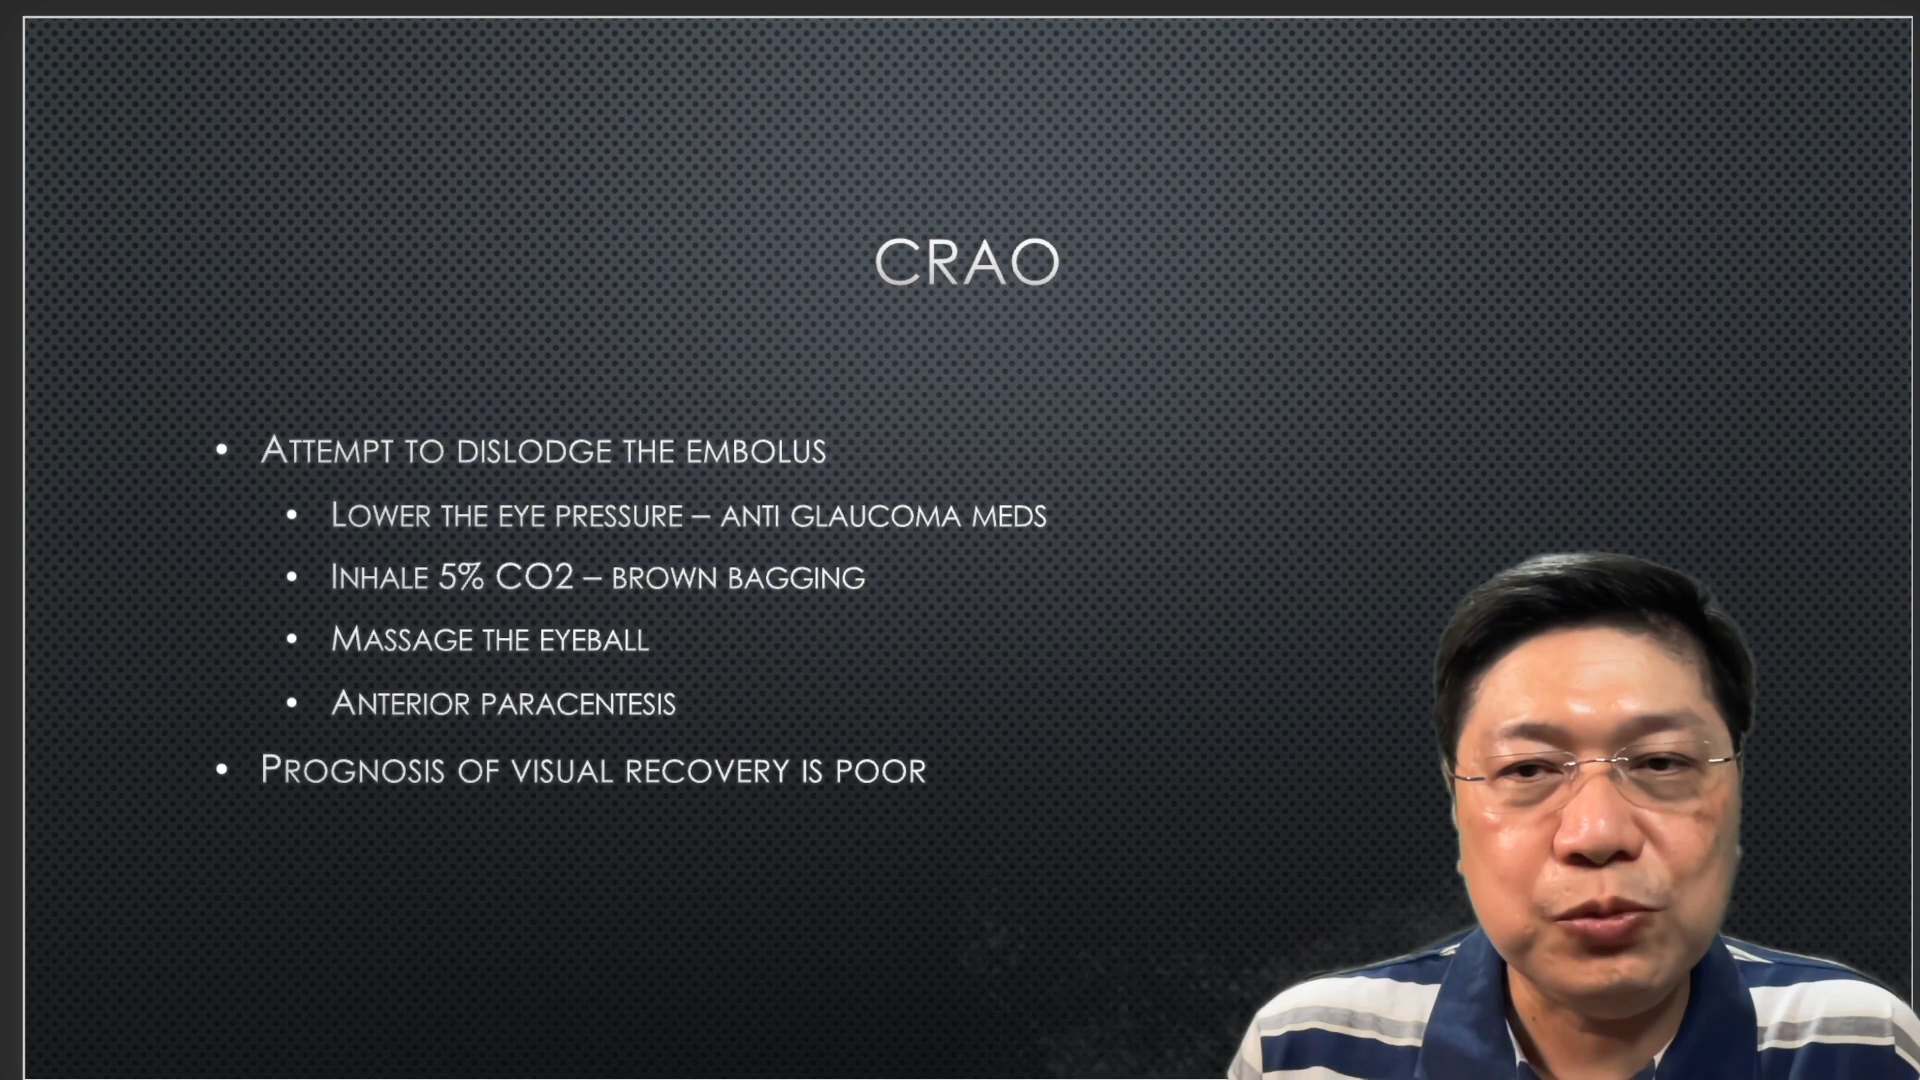 CRAO
• Attempt to dislodge the embolus
• Lower the eye pressure – anti glaucoma meds
• Inhale 5% CO2 – brown bagging
• Massage the eyeball
• Anterior paracentesis
• Prognosis of visual recovery is poor